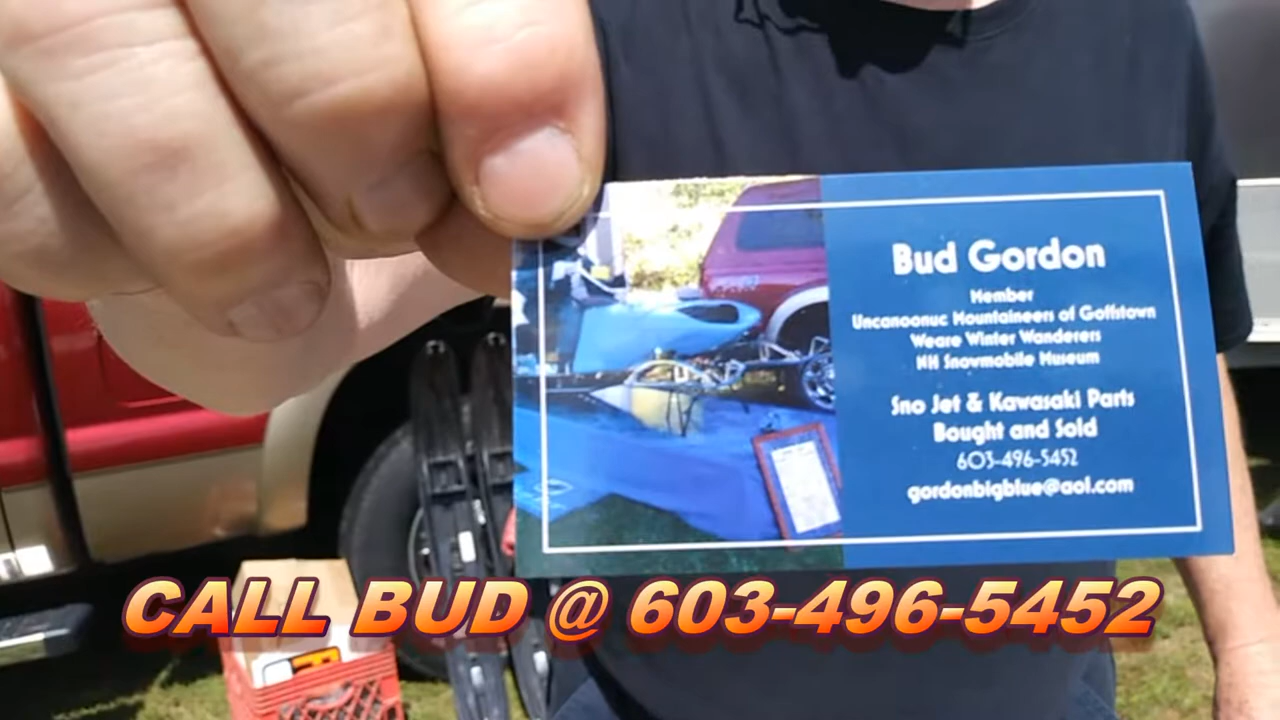 Bud Gordon
Member
Uncanoonuc Mountaineers of Goffstown
Weare Winter Wanderers
NH Snowmobile Museum
Sno Jet & Kawasaki Parts
Bought and Sold
603-496-5452
gordonbigblue@aol.com
CALL BUD @ 603-496-5452